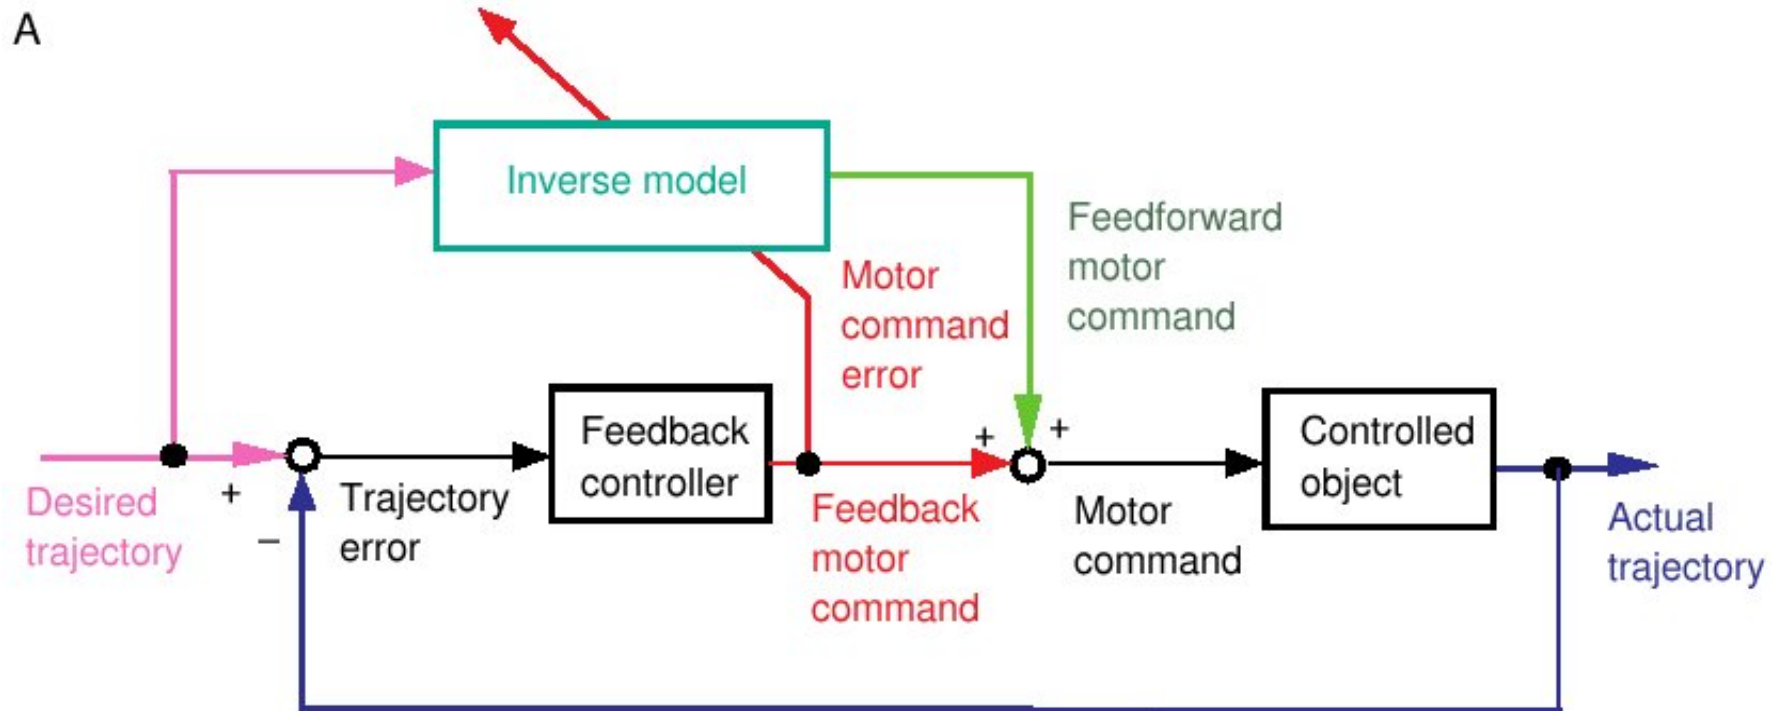 A
Inverse model
Feedforward
motor
command
Motor
command
error
+
+
Feedback
controller
Controlled
object
Desired
trajectory
+
−
Trajectory
error
Feedback
motor
command
Motor
command
Actual
trajectory